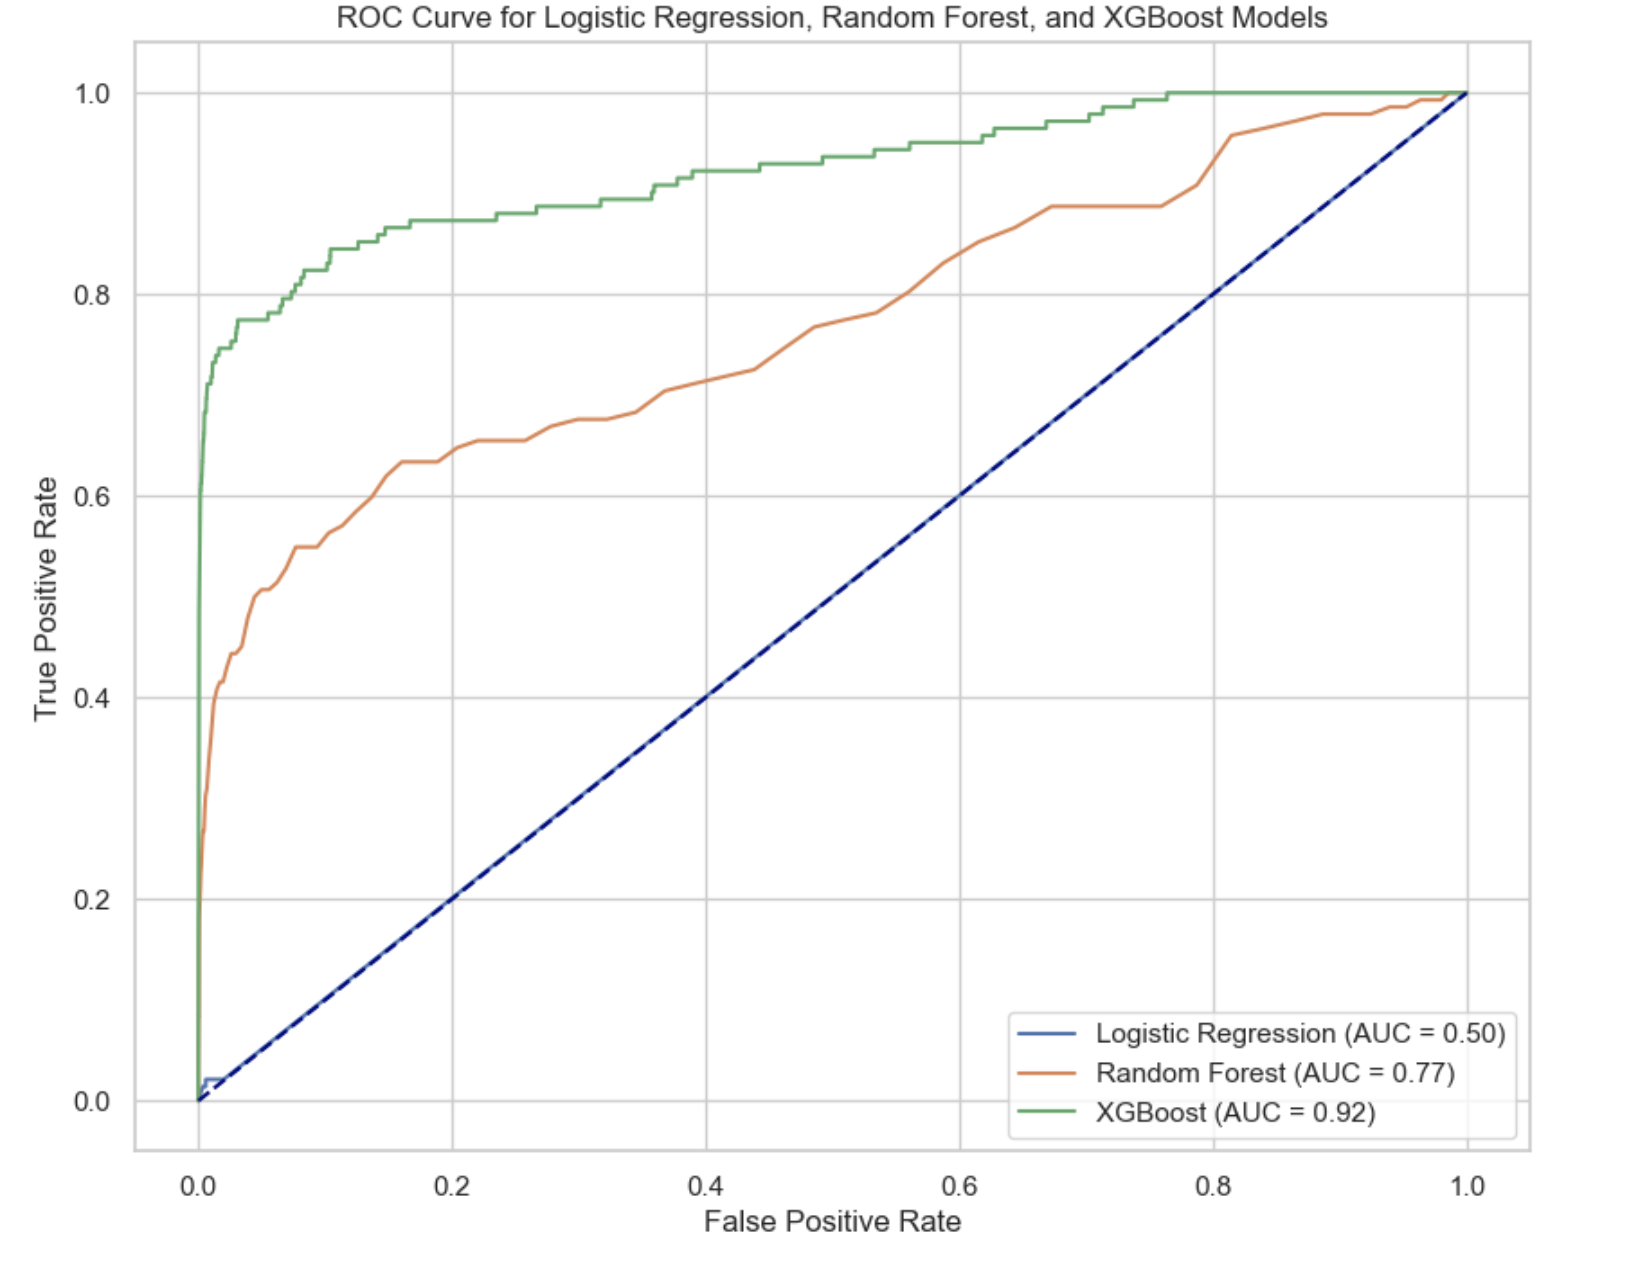 ROC Curve for Logistic Regression, Random Forest, and XGBoost Models
True Positive Rate
1.0
0.8
0.6
0.4
0.2
0.0
Logistic Regression (AUC = 0.50)
Random Forest (AUC = 0.77)
XGBoost (AUC = 0.92)
0.0 0.2 0.4 0.6 0.8 1.0
False Positive Rate